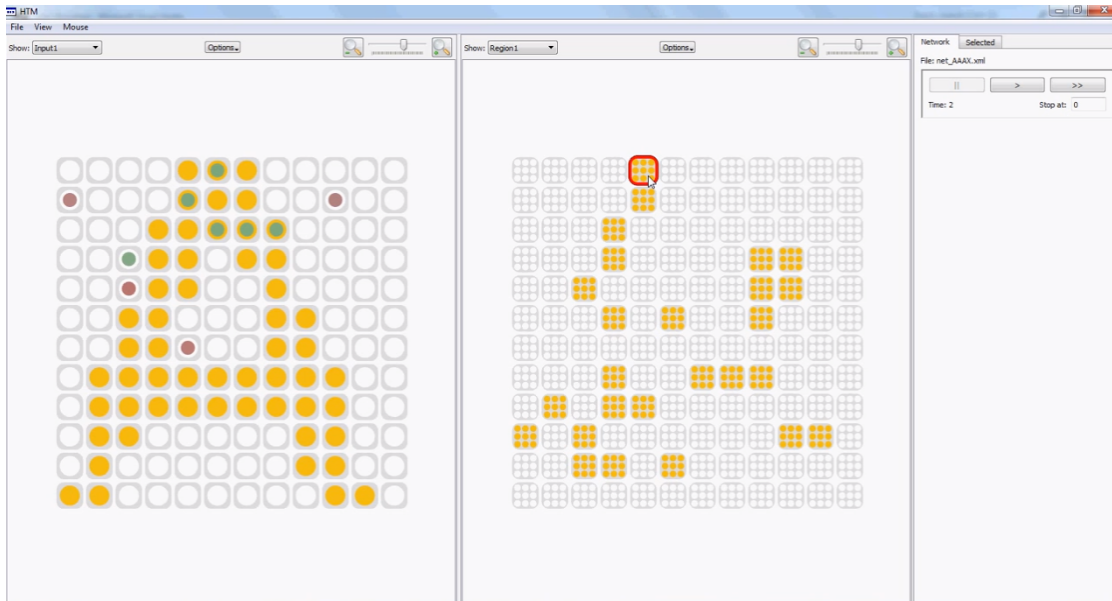 HTM
File View Mouse
Show: Input1 Options
Show: Region1 Options
Network Selected
File: net_AAAX.xml
|| > >>
Time: 2 Stop at: 0